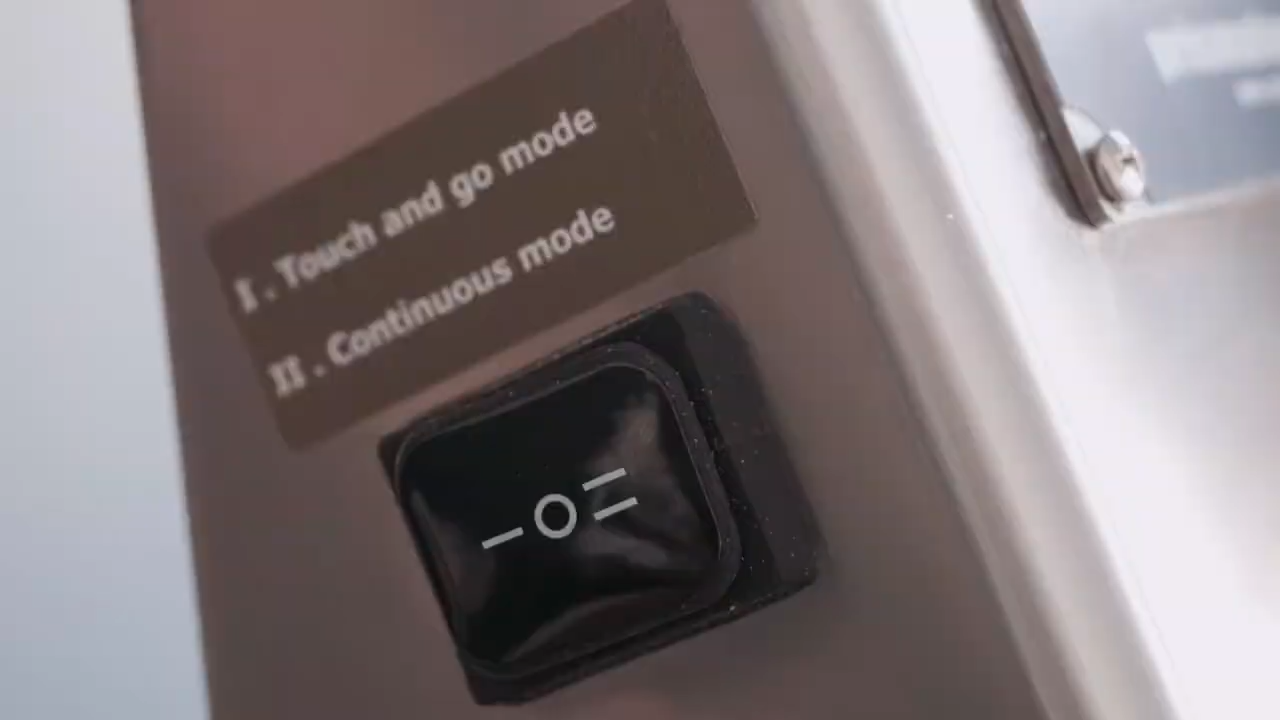 I . Touch and go mode
II . Continuous mode
– O =